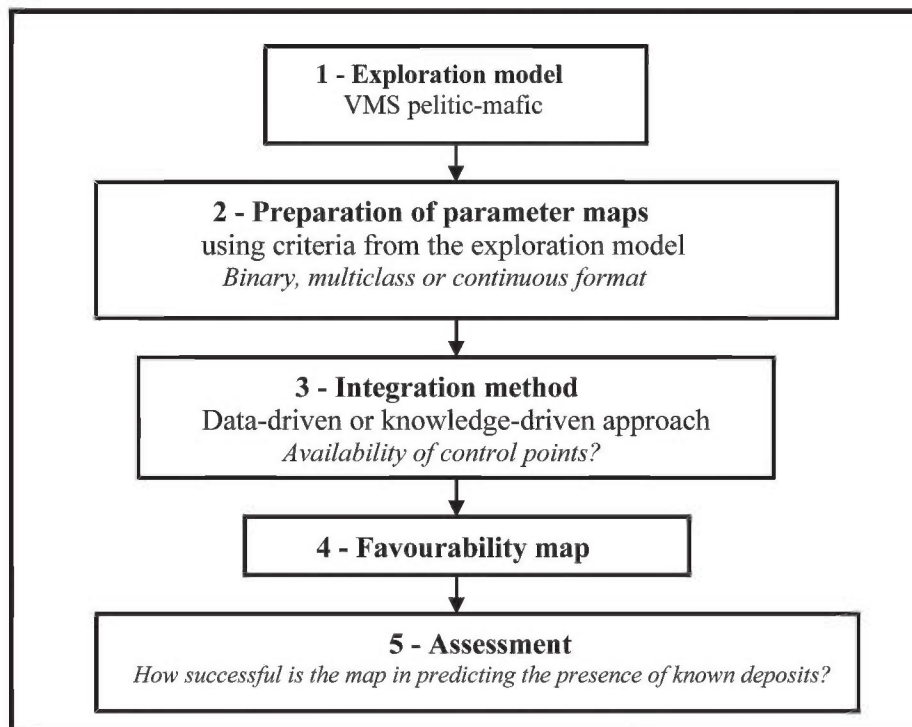 1 - Exploration model
VMS pelitic-mafic
2 - Preparation of parameter maps
using criteria from the exploration model
Binary, multiclass or continuous format
3 - Integration method
Data-driven or knowledge-driven approach
Availability of control points?
4 - Favourability map
5 - Assessment
How successful is the map in predicting the presence of known deposits?